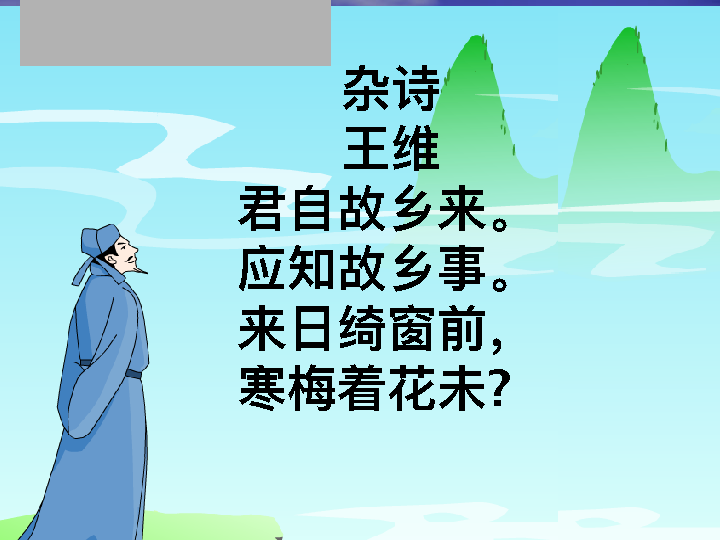 杂诗
王维
君自故乡来。
应知故乡事。
来日绮窗前,
寒梅着花未?